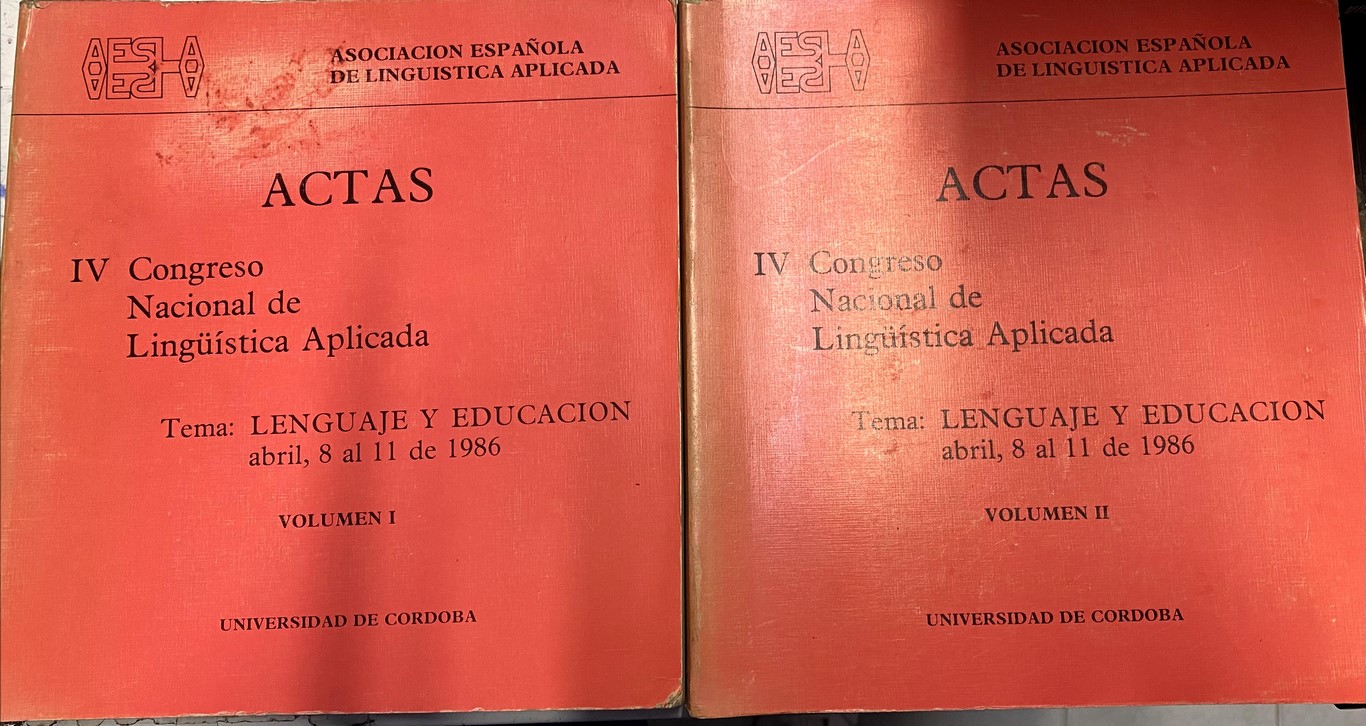 AESLA
ASOCIACION ESPAÑOLA
DE LINGUISTICA APLICADA
ACTAS
IV Congreso
Nacional de
Lingüística Aplicada
Tema: LENGUAJE Y EDUCACION
abril, 8 al 11 de 1986
VOLUMEN I
UNIVERSIDAD DE CORDOBA
AESLA
ASOCIACION ESPAÑOLA
DE LINGUISTICA APLICADA
ACTAS
IV Congreso
Nacional de
Lingüística Aplicada
Tema: LENGUAJE Y EDUCACION
abril, 8 al 11 de 1986
VOLUMEN II
UNIVERSIDAD DE CORDOBA